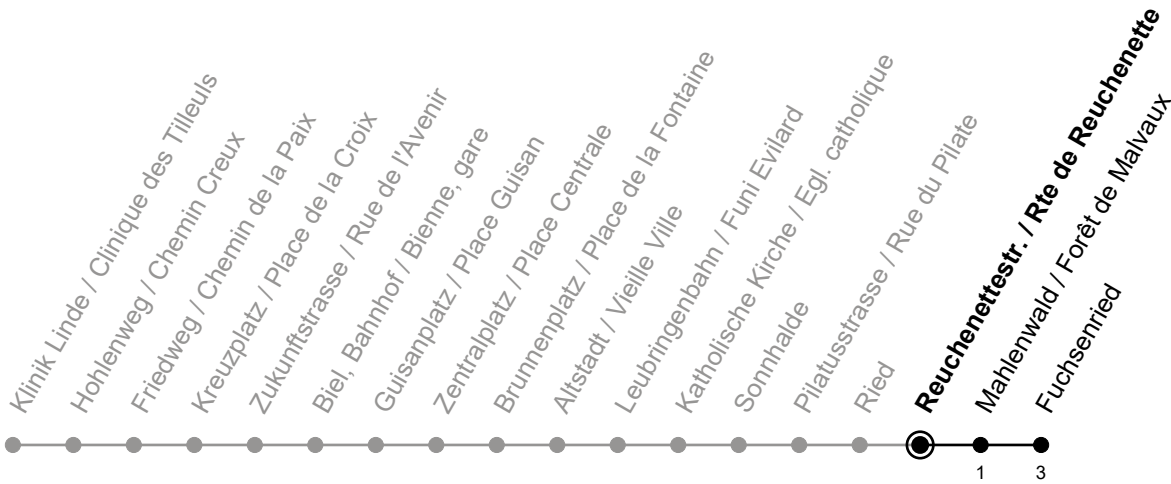 Klinik Linde / Clinique des Tilleuls
Hohlenweg / Chemin Creux
Friedweg / Chemin de la Paix
Kreuzplatz / Place de la Croix
Zukunftstrasse / Rue de l'Avenir
Biel, Bahnhof / Bienne, gare
Guisanplatz / Place Guisan
Zentralplatz / Place Centrale
Brunnenplatz / Place de la Fontaine
Altstadt / Vieille Ville
Leubringenbahn / Funi Evilard
Katholische Kirche / Egl. catholique
Sonnhalde
Pilatusstrasse / Rue du Pilate
Ried
Reuchenettestr. / Rte de Reuchenette
Mahlenwald / Forêt de Malvaux
Fuchsenried
1
3